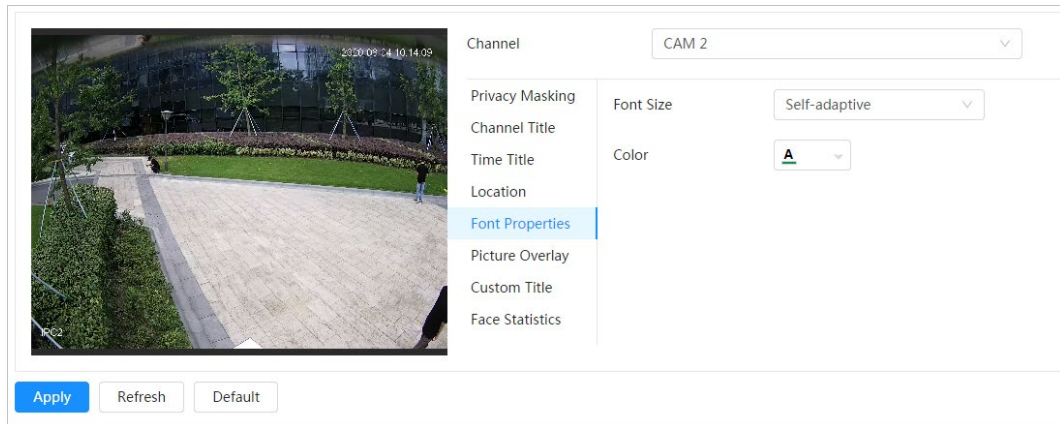 2020-09-04 10:14:09
IPC2
Channel
CAM 2
Privacy Masking
Channel Title
Time Title
Location
Font Properties
Picture Overlay
Custom Title
Face Statistics
Font Size
Self-adaptive
Color
A
Apply
Refresh
Default